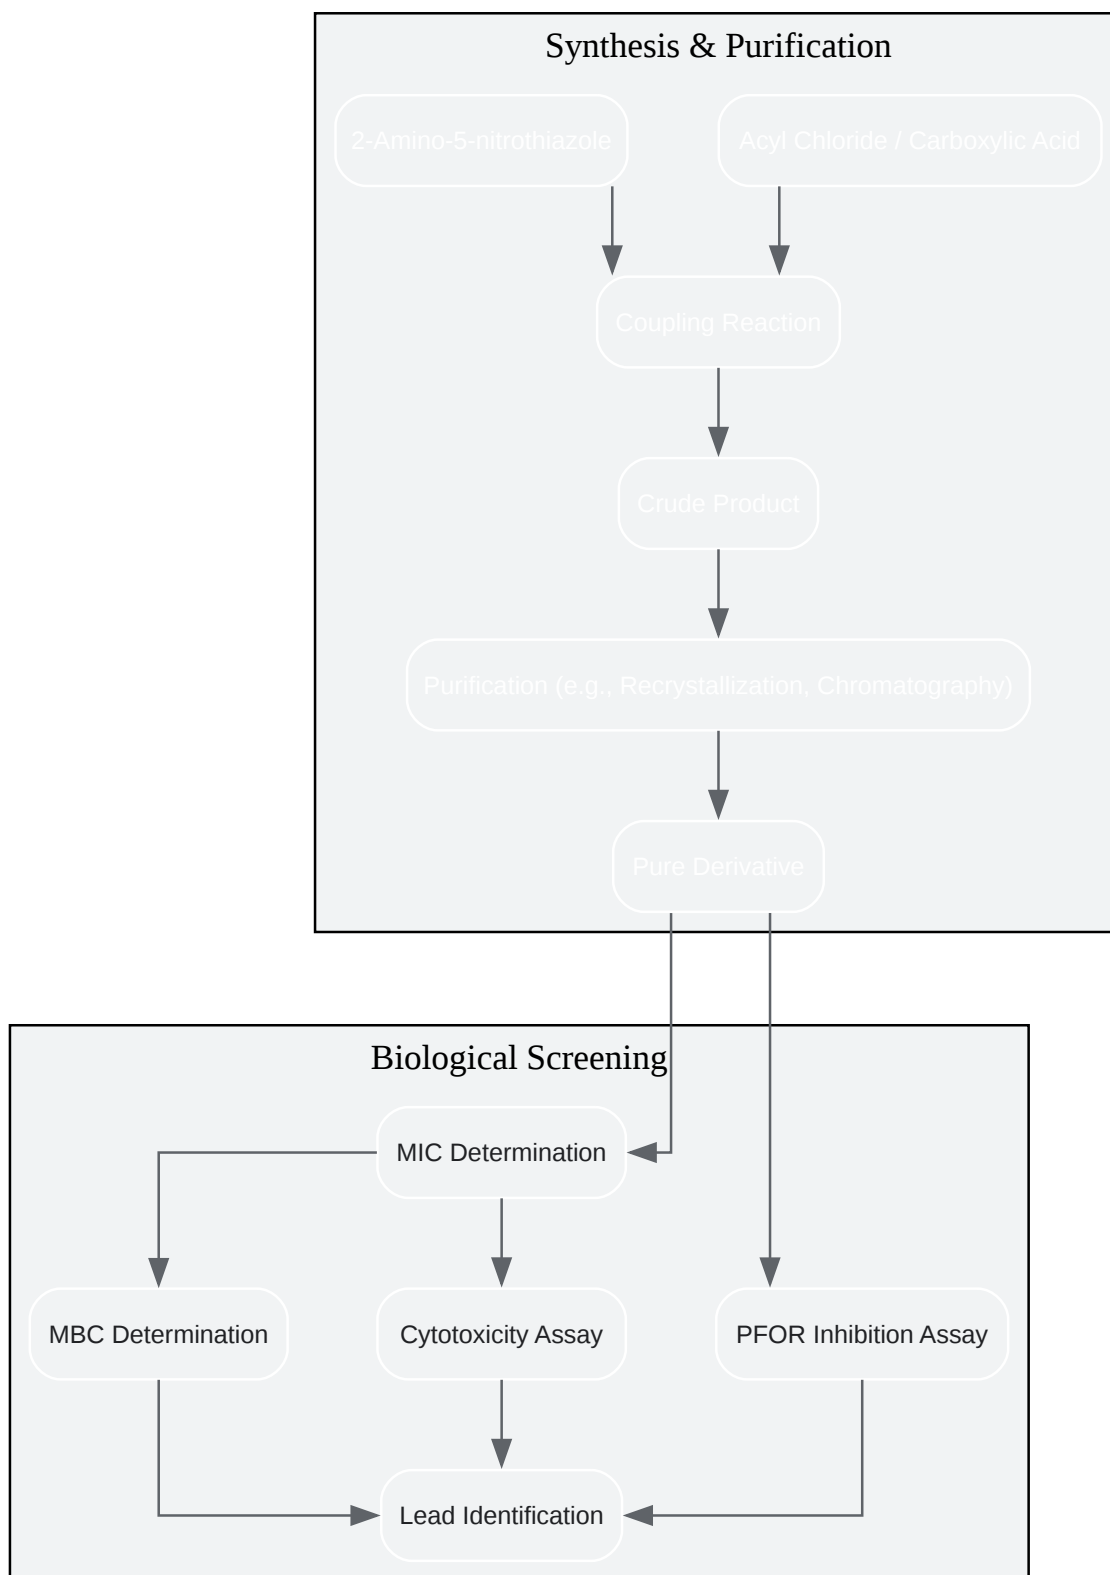 Synthesis & Purification
2-Amino-5-nitrothiazole
Acyl Chloride / Carboxylic Acid
Coupling Reaction
Crude Product
Purification (e.g., Recrystallization, Chromatography)
Pure Derivative
Biological Screening
MIC Determination
MBC Determination
Cytotoxicity Assay
PFOR Inhibition Assay
Lead Identification